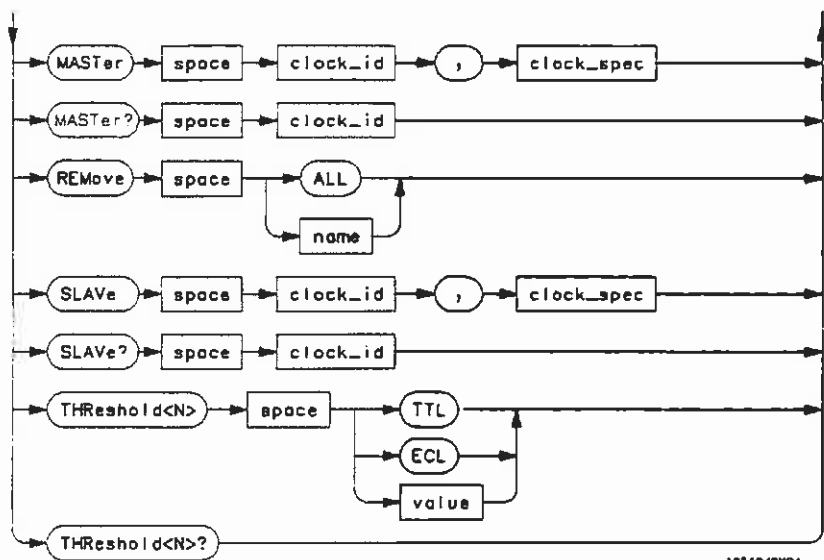 MASTer space clock_id , clock_spec
MASTer? space clock_id
REMove space ALL
name
SLAVe space clock_id , clock_spec
SLAVe? space clock_id
THReshold<N> space TTL
ECL
value
THReshold<N>?